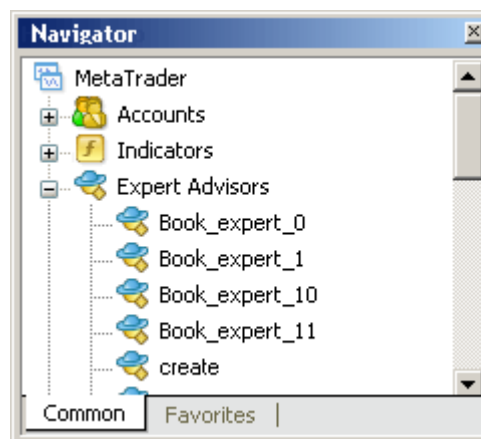 Navigator
MetaTrader
Accounts
Indicators
Expert Advisors
Book_expert_0
Book_expert_1
Book_expert_10
Book_expert_11
create
Common Favorites